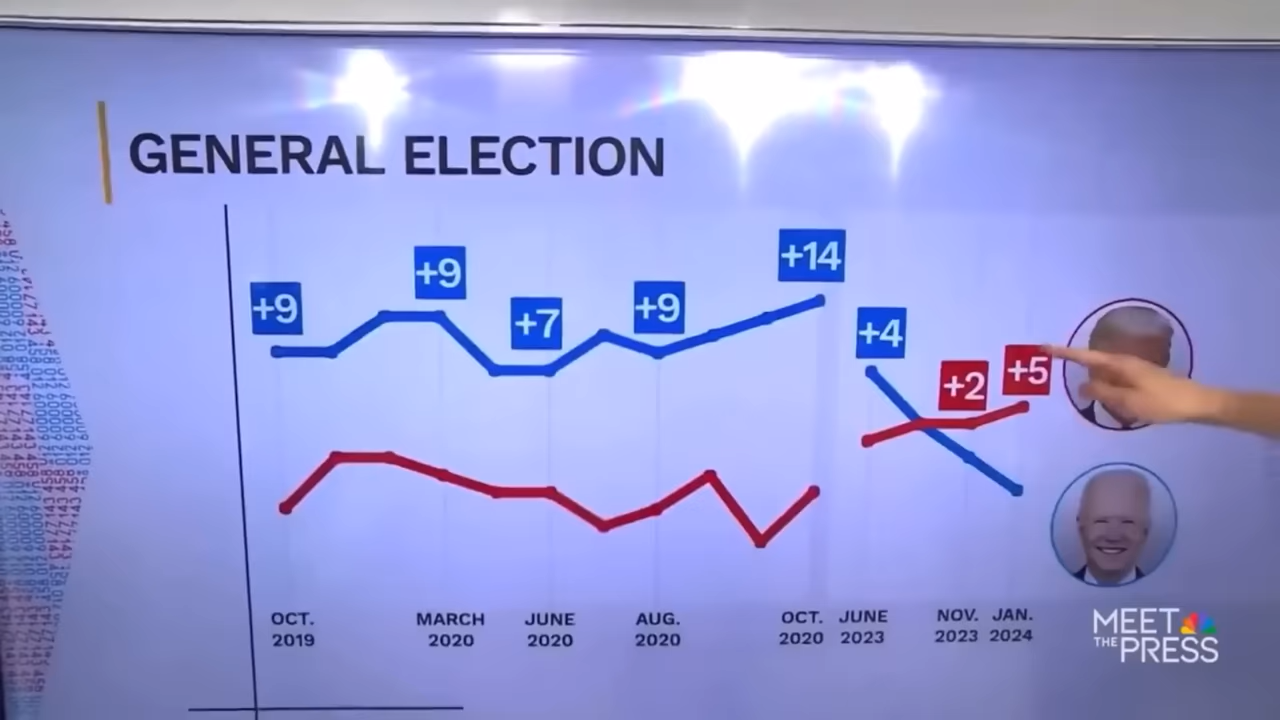 GENERAL ELECTION
+9
+9
+7
+9
+14
+4
+2
+5
OCT. 2019
MARCH 2020
JUNE 2020
AUG. 2020
OCT. 2020
JUNE 2023
NOV. 2023
JAN. 2024
MEET
THE PRESS